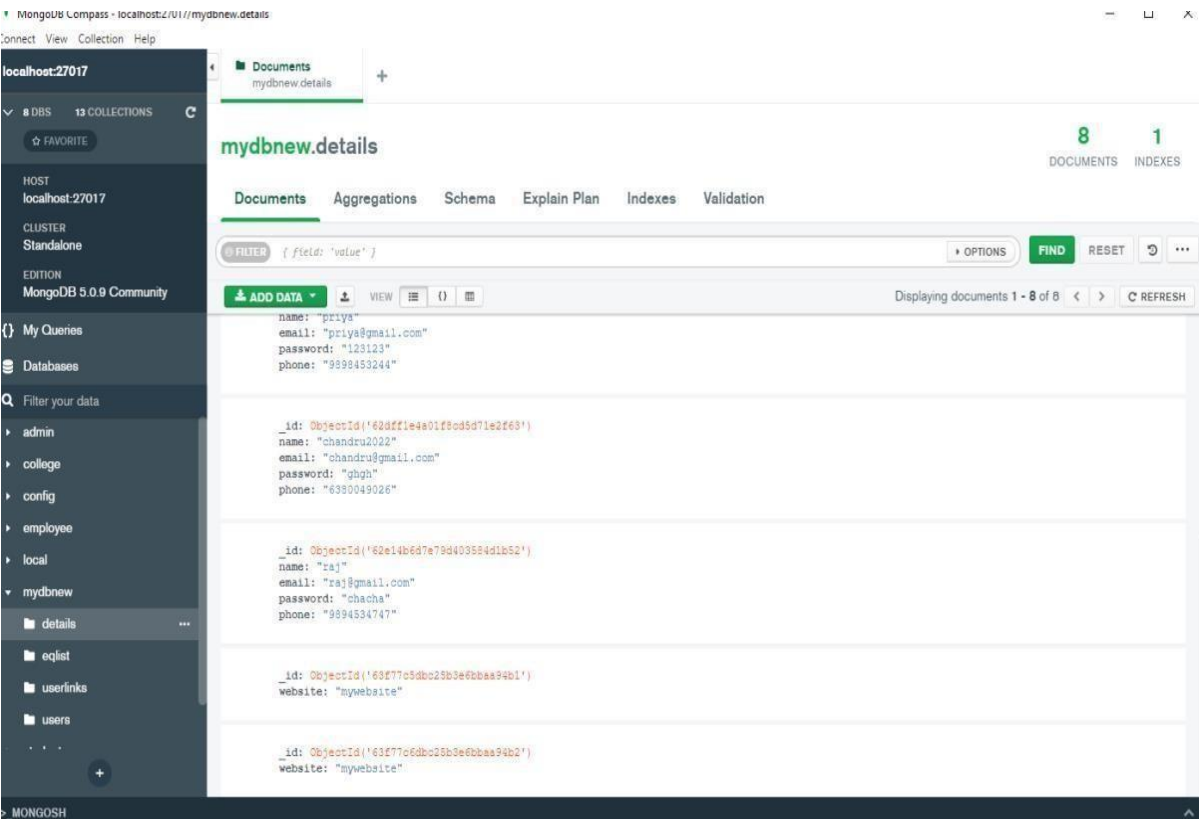 MongoDB Compass - localhost:27017/mydbnew.details
Connect View Collection Help
localhost:27017
8 DBS 13 COLLECTIONS
☆ FAVORITE
HOST
localhost:27017
CLUSTER
Standalone
EDITION
MongoDB 5.0.9 Community
{} My Queries
Databases
Filter your data
admin
college
config
employee
local
mydbnew
details ...
eqlist
userlinks
users
+
Documents
mydbnew.details
+
mydbnew.details
8
DOCUMENTS
1
INDEXES
Documents Aggregations Schema Explain Plan Indexes Validation
FILTER { field: 'value' } OPTIONS FIND RESET ...
ADD DATA VIEW {} Displaying documents 1 - 8 of 8 < > REFRESH
name: "priya"
email: "priya@gmail.com"
password: "123123"
phone: "9898453244"
_id: ObjectId('62dff1e4a01f8cd5d71e2f63')
name: "chandru2022"
email: "chandru@gmail.com"
password: "ghgh"
phone: "6380049026"
_id: ObjectId('62e14b6d7e79d403584d1b52')
name: "raj"
email: "raj@gmail.com"
password: "chacha"
phone: "9894534747"
_id: ObjectId('63f77c5dbc25b3e6bbaa94b1')
website: "mywebsite"
_id: ObjectId('63f77c6dbc25b3e6bbaa94b2')
website: "mywebsite"
>_MONGOSH